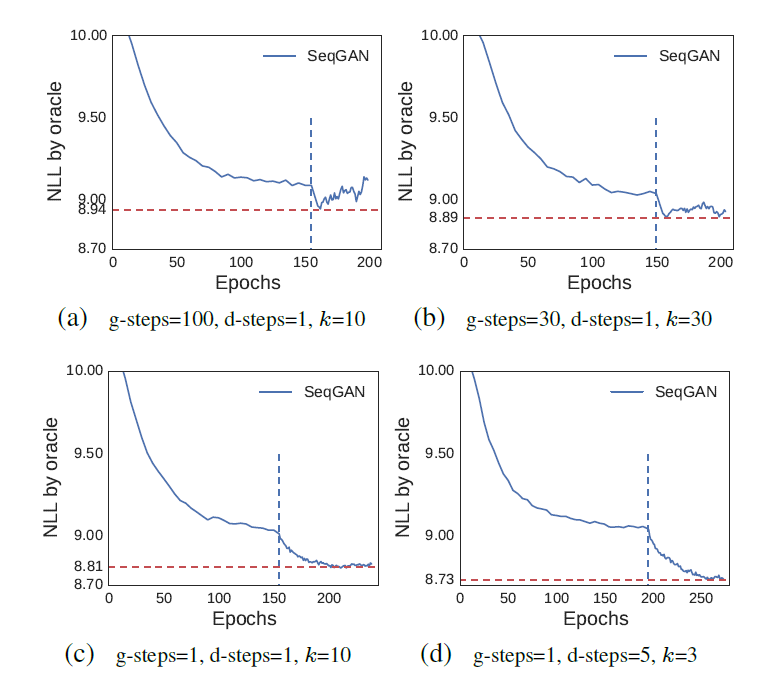 10.00
SeqGAN
9.50
NLL by oracle
9.00
8.94
8.70
0 50 100 150 200
Epochs
(a) g-steps=100, d-steps=1, k=10
10.00
SeqGAN
9.50
NLL by oracle
9.00
8.89
8.70
0 50 100 150 200
Epochs
(b) g-steps=30, d-steps=1, k=30
10.00
SeqGAN
9.50
NLL by oracle
9.00
8.81
8.70
0 50 100 150 200
Epochs
(c) g-steps=1, d-steps=1, k=10
10.00
SeqGAN
9.50
NLL by oracle
9.00
8.73
0 50 100 150 200 250
Epochs
(d) g-steps=1, d-steps=5, k=3